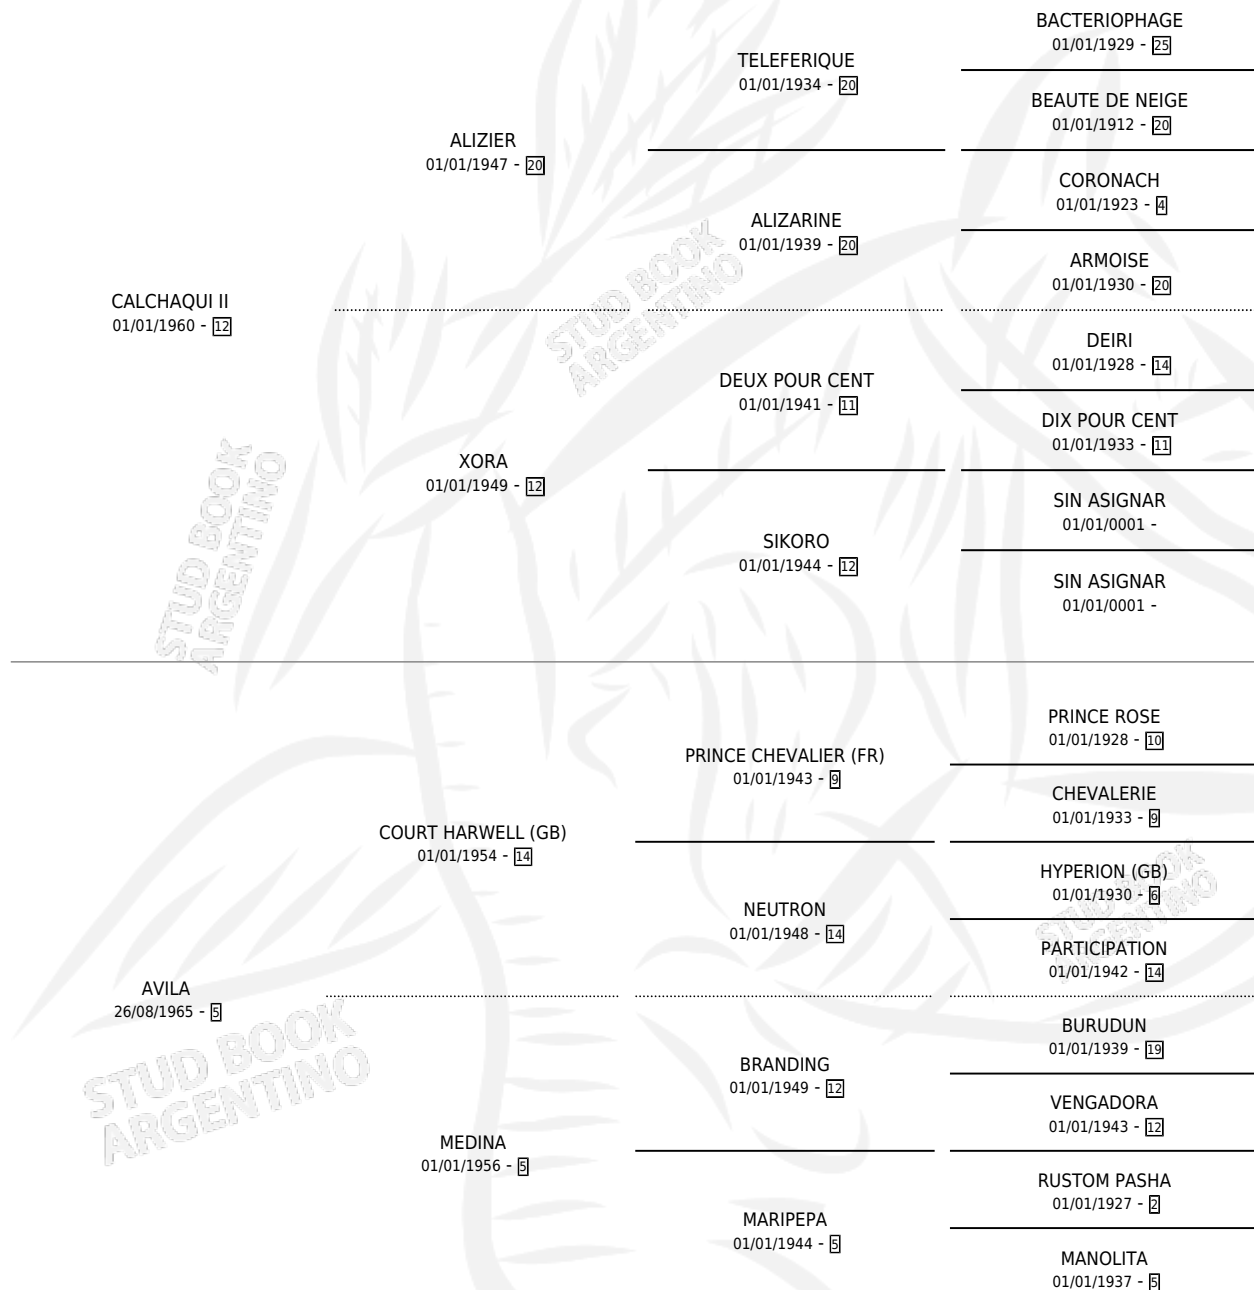 BACTERIOPHAGE
01/01/1929 - 25
TELEFERIQUE
01/01/1934 - 20
BEAUTE DE NEIGE
01/01/1912 - 20
ALIZIER
01/01/1947 - 20
CORONACH
01/01/1923 - 4
ALIZARINE
01/01/1939 - 20
ARMOISE
01/01/1930 - 20
CALCHAQUI II
01/01/1960 - 12
DEIRI
01/01/1928 - 14
DEUX POUR CENT
01/01/1941 - 11
DIX POUR CENT
01/01/1933 - 11
XORA
01/01/1949 - 12
SIN ASIGNAR
01/01/0001 -
SIKORO
01/01/1944 - 12
SIN ASIGNAR
01/01/0001 -
PRINCE ROSE
01/01/1928 - 10
PRINCE CHEVALIER (FR)
01/01/1943 - 9
CHEVALERIE
01/01/1933 - 9
COURT HARWELL (GB)
01/01/1954 - 14
HYPERION (GB)
01/01/1930 - 6
NEUTRON
01/01/1948 - 14
PARTICIPATION
01/01/1942 - 14
AVILA
26/08/1965 - 5
BURUDUN
01/01/1939 - 19
BRANDING
01/01/1949 - 12
VENGADORA
01/01/1943 - 12
MEDINA
01/01/1956 - 5
RUSTOM PASHA
01/01/1927 - 2
MARIPEPA
01/01/1944 - 5
MANOLITA
01/01/1937 - 5
STUD BOOK
ARGENTINO
STUD BOOK
ARGENTINO
STUD BOOK
ARGENTINO
STUD BOOK
ARGENTINO